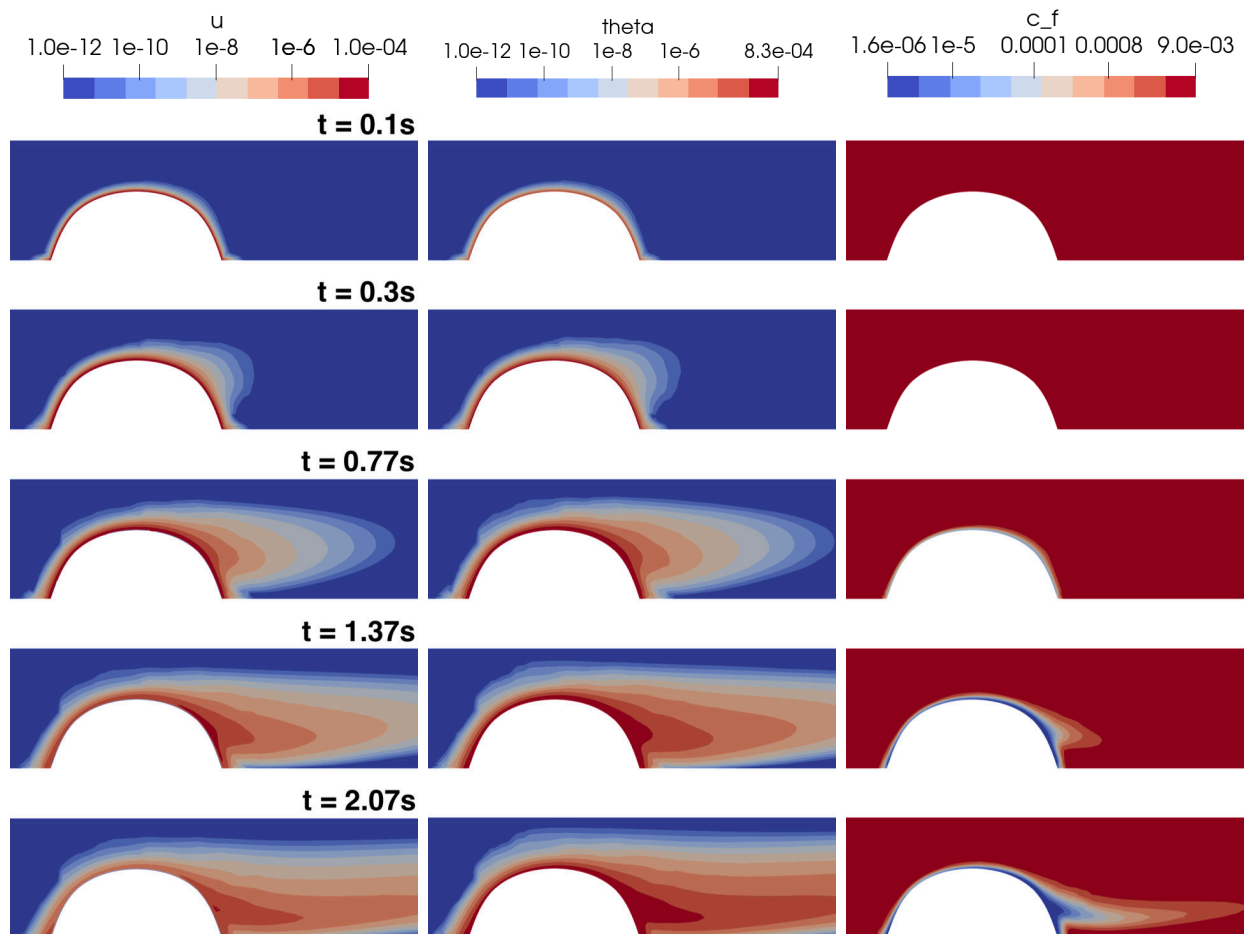 u
1.0e-12 1e-10 1e-8 1e-6 1.0e-04
theta
1.0e-12 1e-10 1e-8 1e-6 8.3e-04
c_f
1.6e-06 1e-5 0.0001 0.0008 9.0e-03
t = 0.1s
t = 0.3s
t = 0.77s
t = 1.37s
t = 2.07s